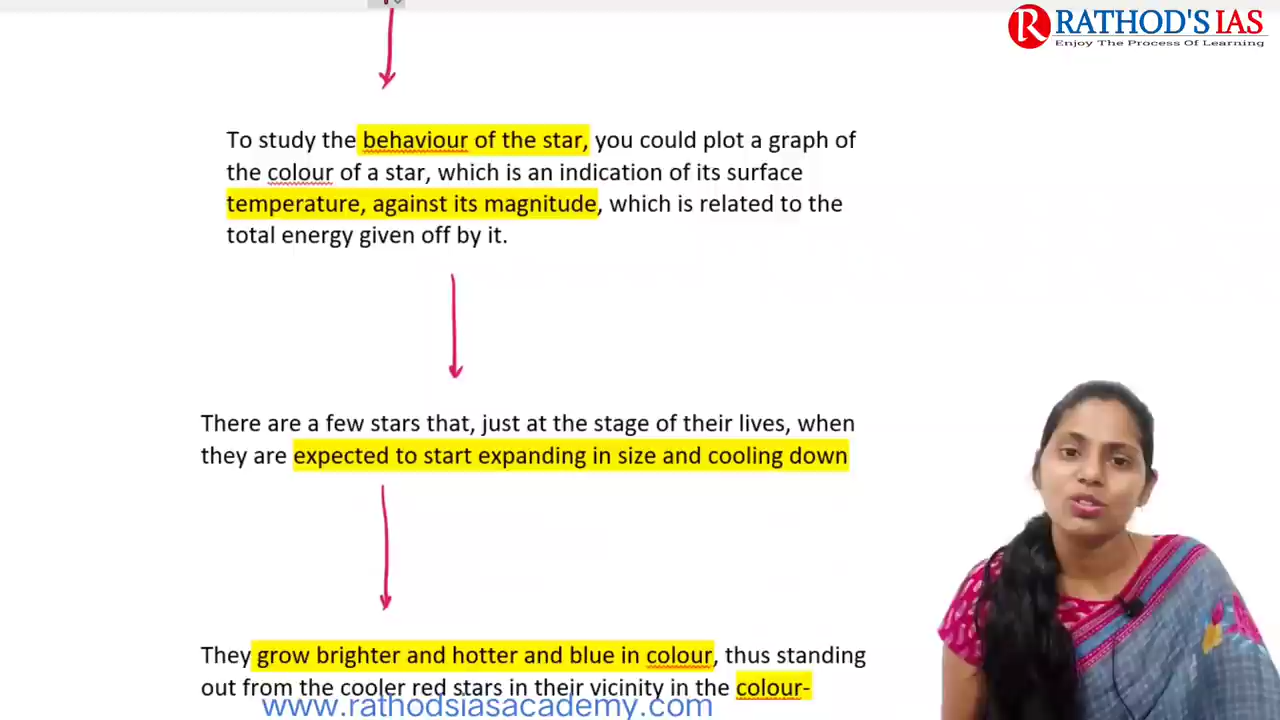 RATHOD'S IAS
Enjoy The Process Of Learning
To study the behaviour of the star, you could plot a graph of
the colour of a star, which is an indication of its surface
temperature, against its magnitude, which is related to the
total energy given off by it.
There are a few stars that, just at the stage of their lives, when
they are expected to start expanding in size and cooling down
They grow brighter and hotter and blue in colour, thus standing
out from the cooler red stars in their vicinity in the colour-
www.rathodsiasacademy.com